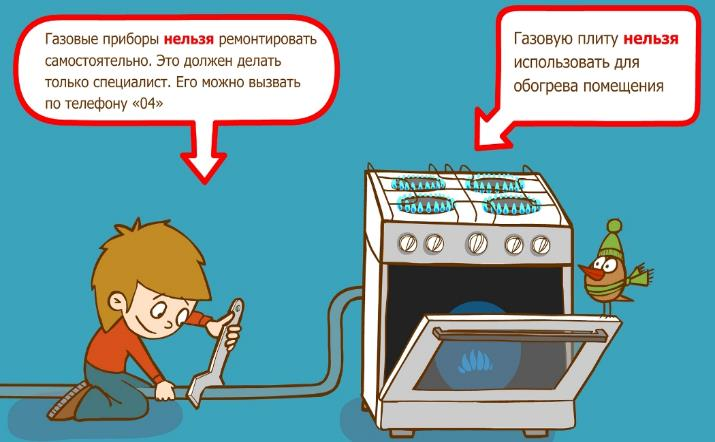 Газовые приборы нельзя ремонтировать
самостоятельно. Это должен делать
только специалист. Его можно вызвать
по телефону «04»
Газовую плиту нельзя
использовать для
обогрева помещения